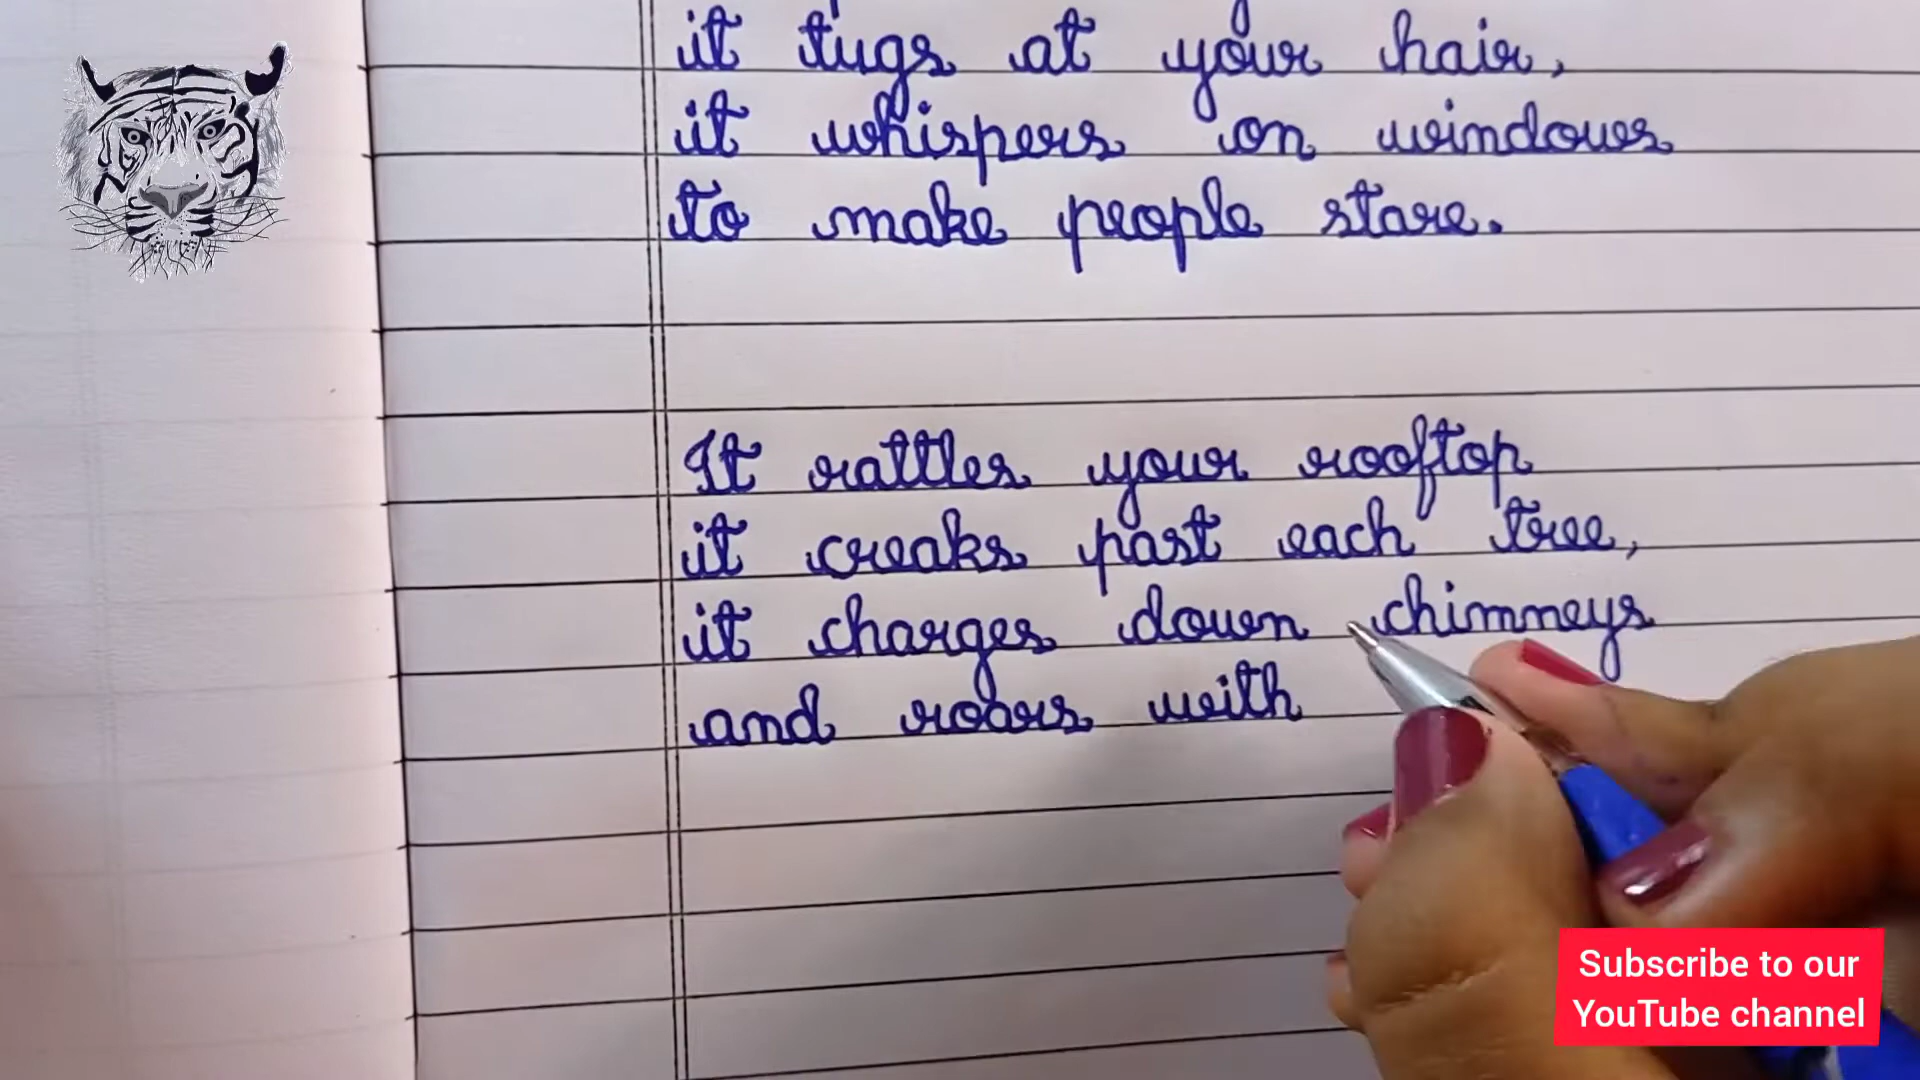 it tugs at your hair,
it whispers on windows
to make people stare.
It rattles your rooftop
it creaks past each tree,
it charges down chimneys
and roars with
Subscribe to our
YouTube channel